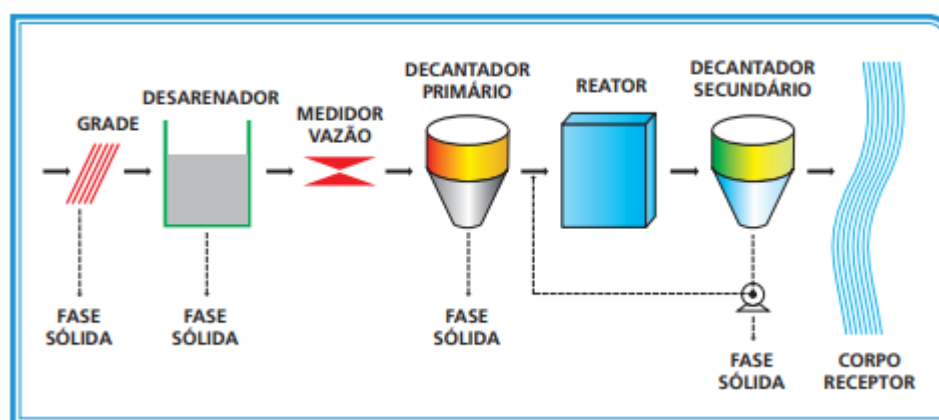 GRADE
DESARENADOR
MEDIDOR
VAZÃO
DECANTADOR
PRIMÁRIO
REATOR
DECANTADOR
SECUNDÁRIO
FASE
SÓLIDA
FASE
SÓLIDA
FASE
SÓLIDA
FASE
SÓLIDA
CORPO
RECEPTOR